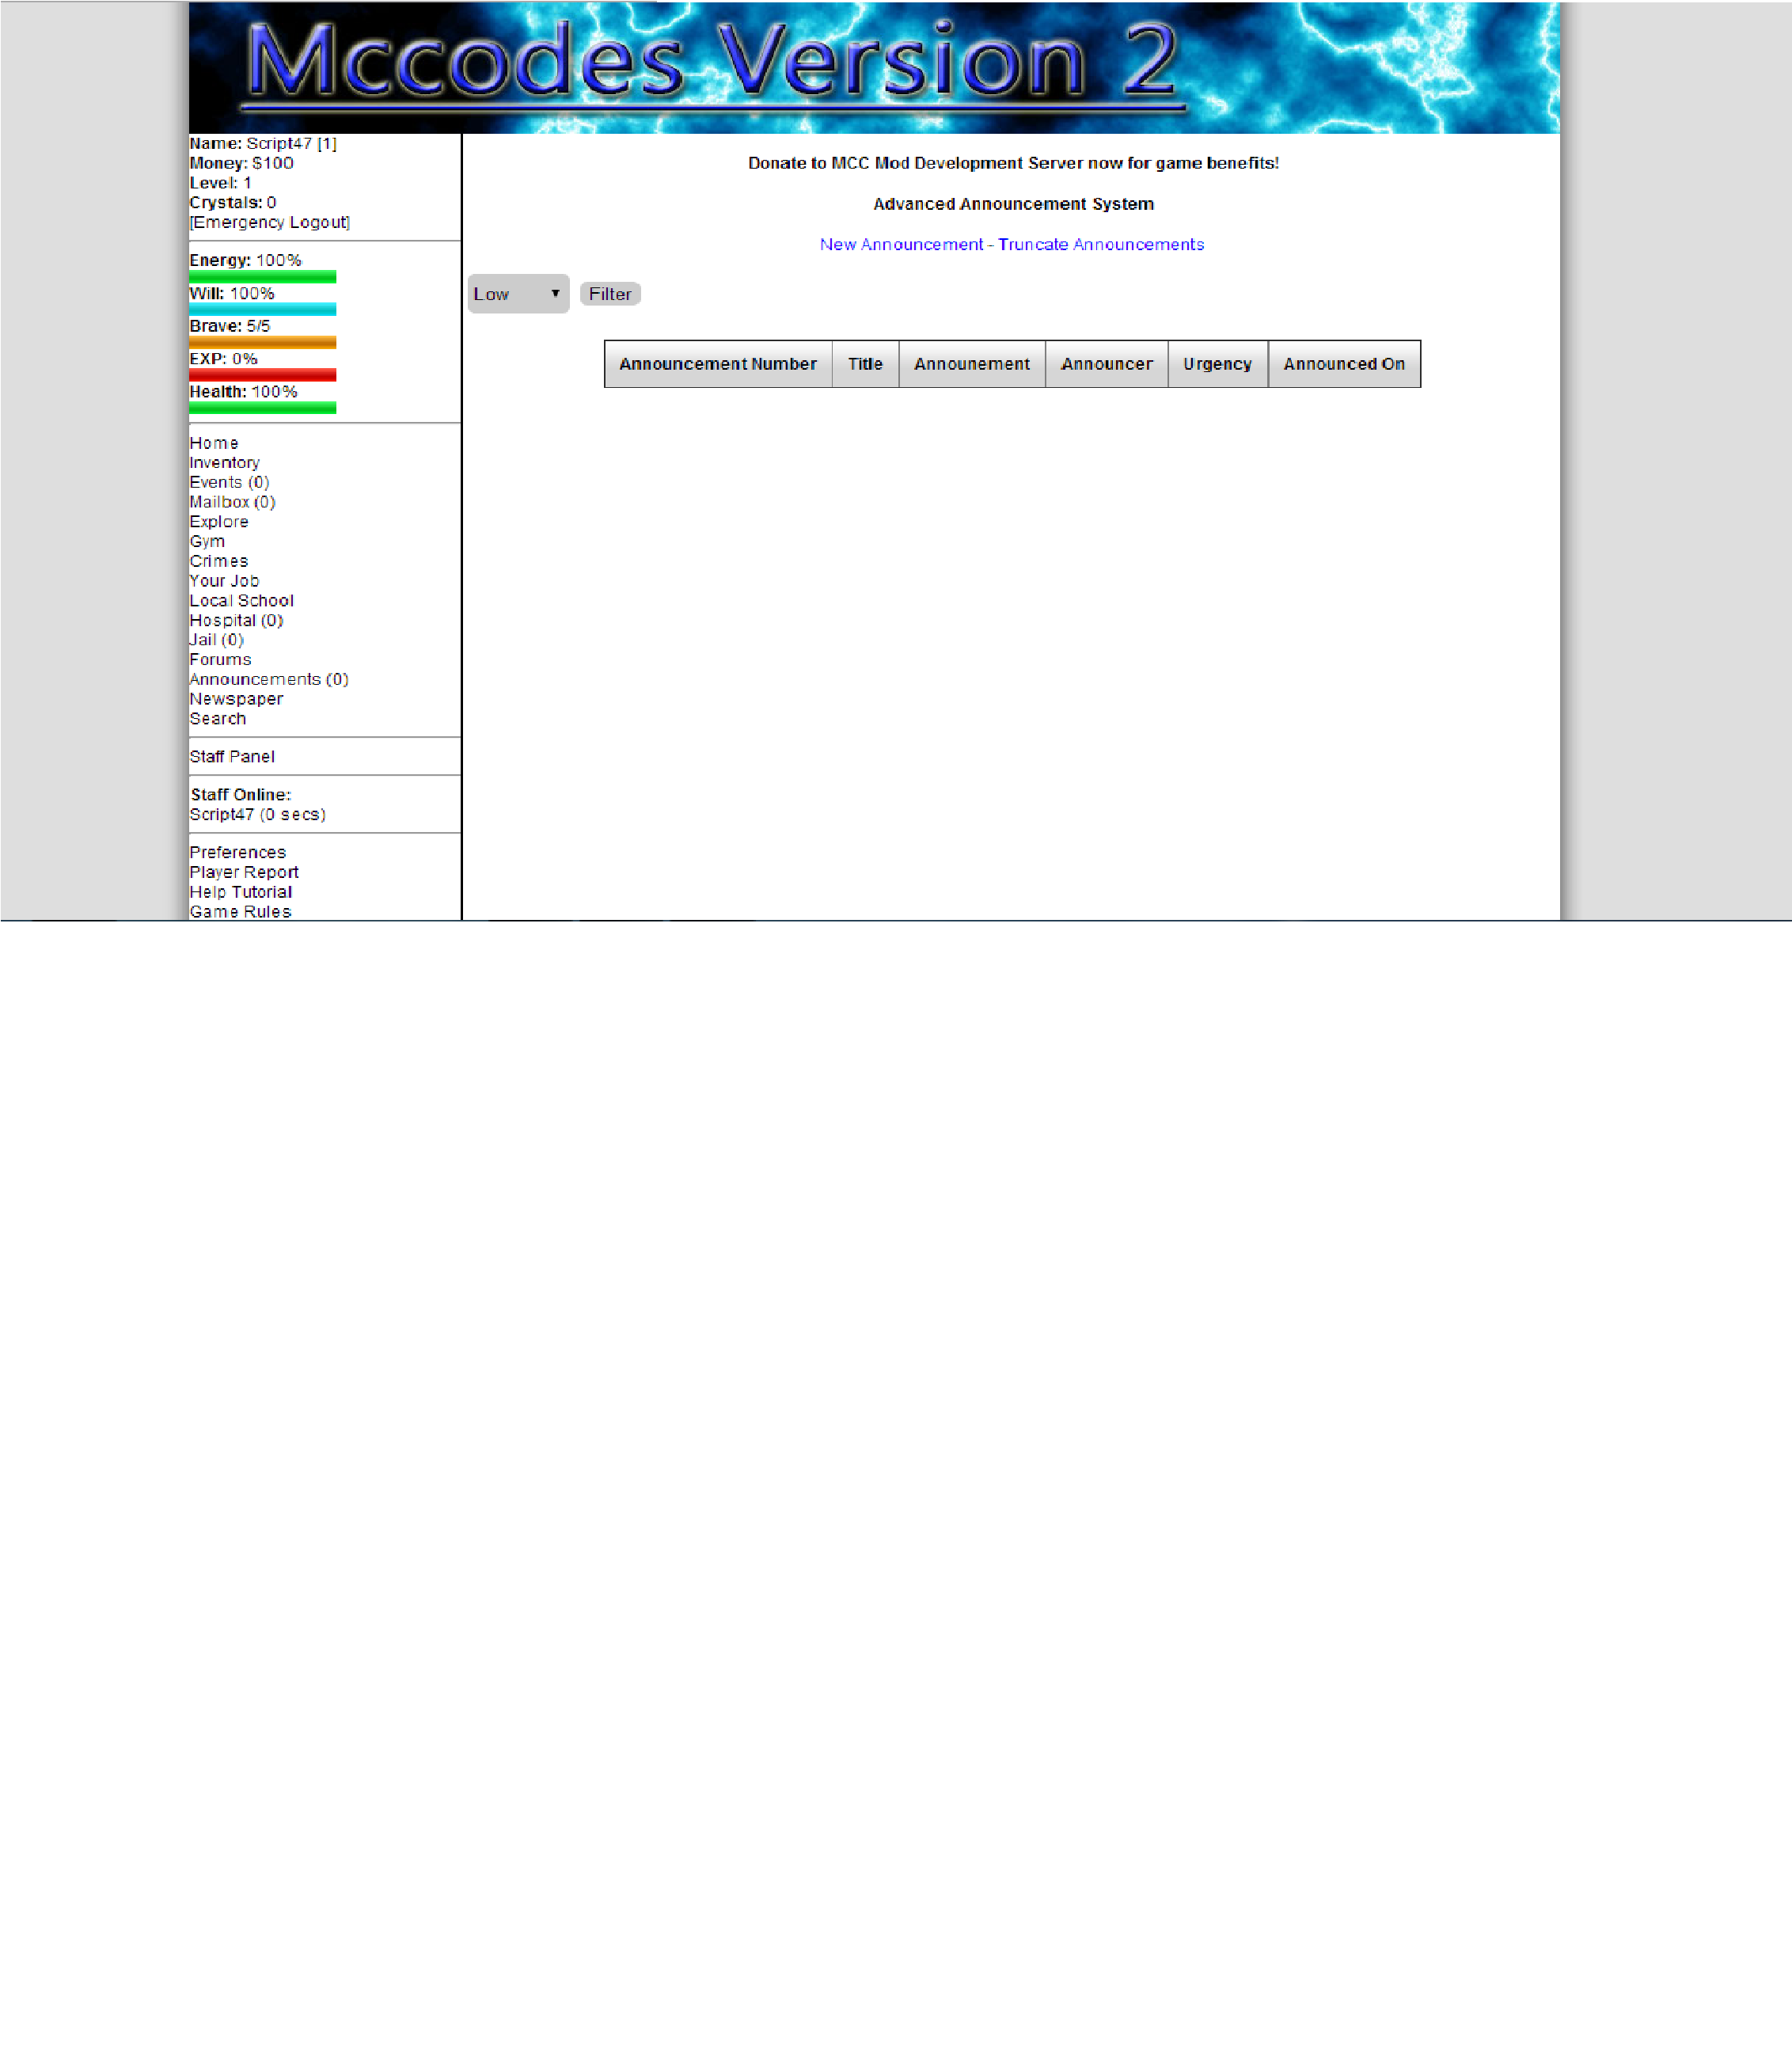 Mccodes Version 2
Name: Script47 [1]
Money: $100
Level: 1
Crystals: 0
[Emergency Logout]
Energy: 100%
Will: 100%
Brave: 5/5
EXP: 0%
Health: 100%
Home
Inventory
Events (0)
Mailbox (0)
Explore
Gym
Crimes
Your Job
Local School
Hospital (0)
Jail (0)
Forums
Announcements (0)
Newspaper
Search
Staff Panel
Staff Online:
Script47 (0 secs)
Preferences
Player Report
Help Tutorial
Game Rules
Donate to MCC Mod Development Server now for game benefits!
Advanced Announcement System
New Announcement - Truncate Announcements
Low Filter
Announcement Number Title Announement Announcer Urgency Announced On